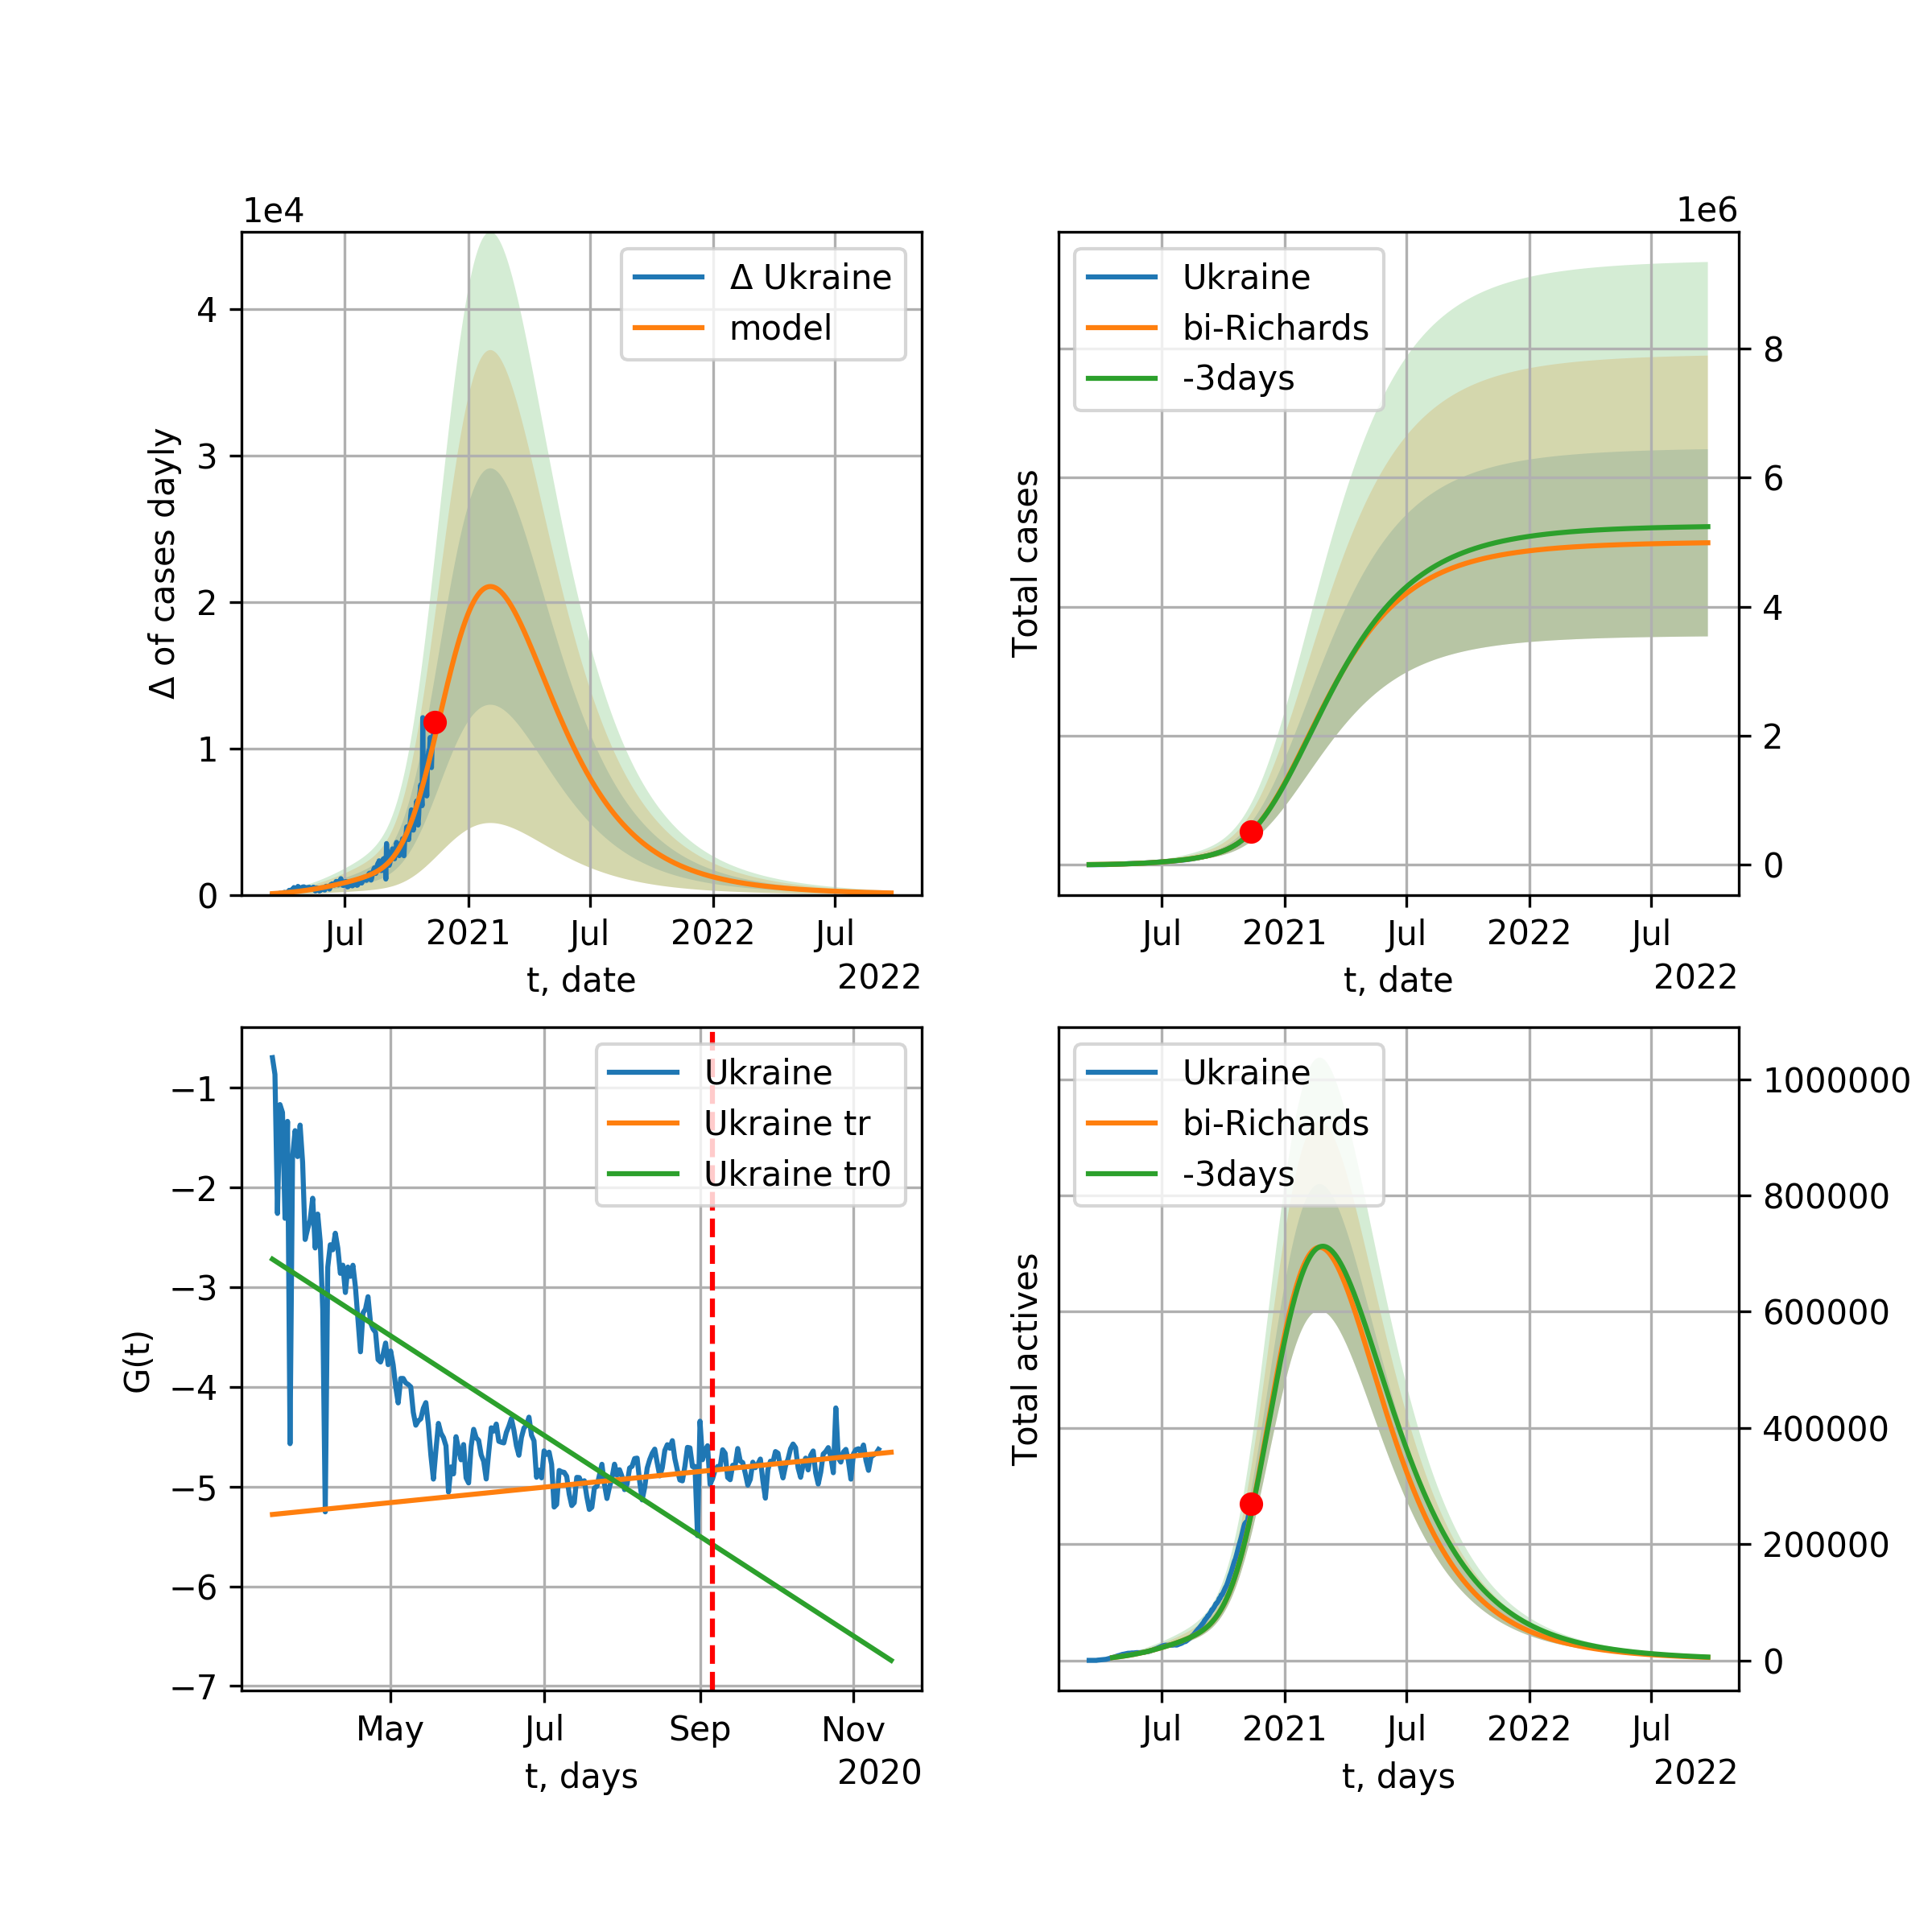 1e4
Δ of cases dayly
4
3
2
1
0
Δ Ukraine
model
Jul
2021
Jul
2022
Jul
t, date
2022
1e6
Total cases
Ukraine
bi-Richards
-3days
8
6
4
2
0
Jul
2021
Jul
2022
Jul
t, date
2022
G(t)
−1
−2
−3
−4
−5
−6
−7
Ukraine
Ukraine tr
Ukraine tr0
May
Jul
Sep
Nov
t, days
2020
Total actives
Ukraine
bi-Richards
-3days
1000000
800000
600000
400000
200000
0
Jul
2021
Jul
2022
Jul
t, days
2022